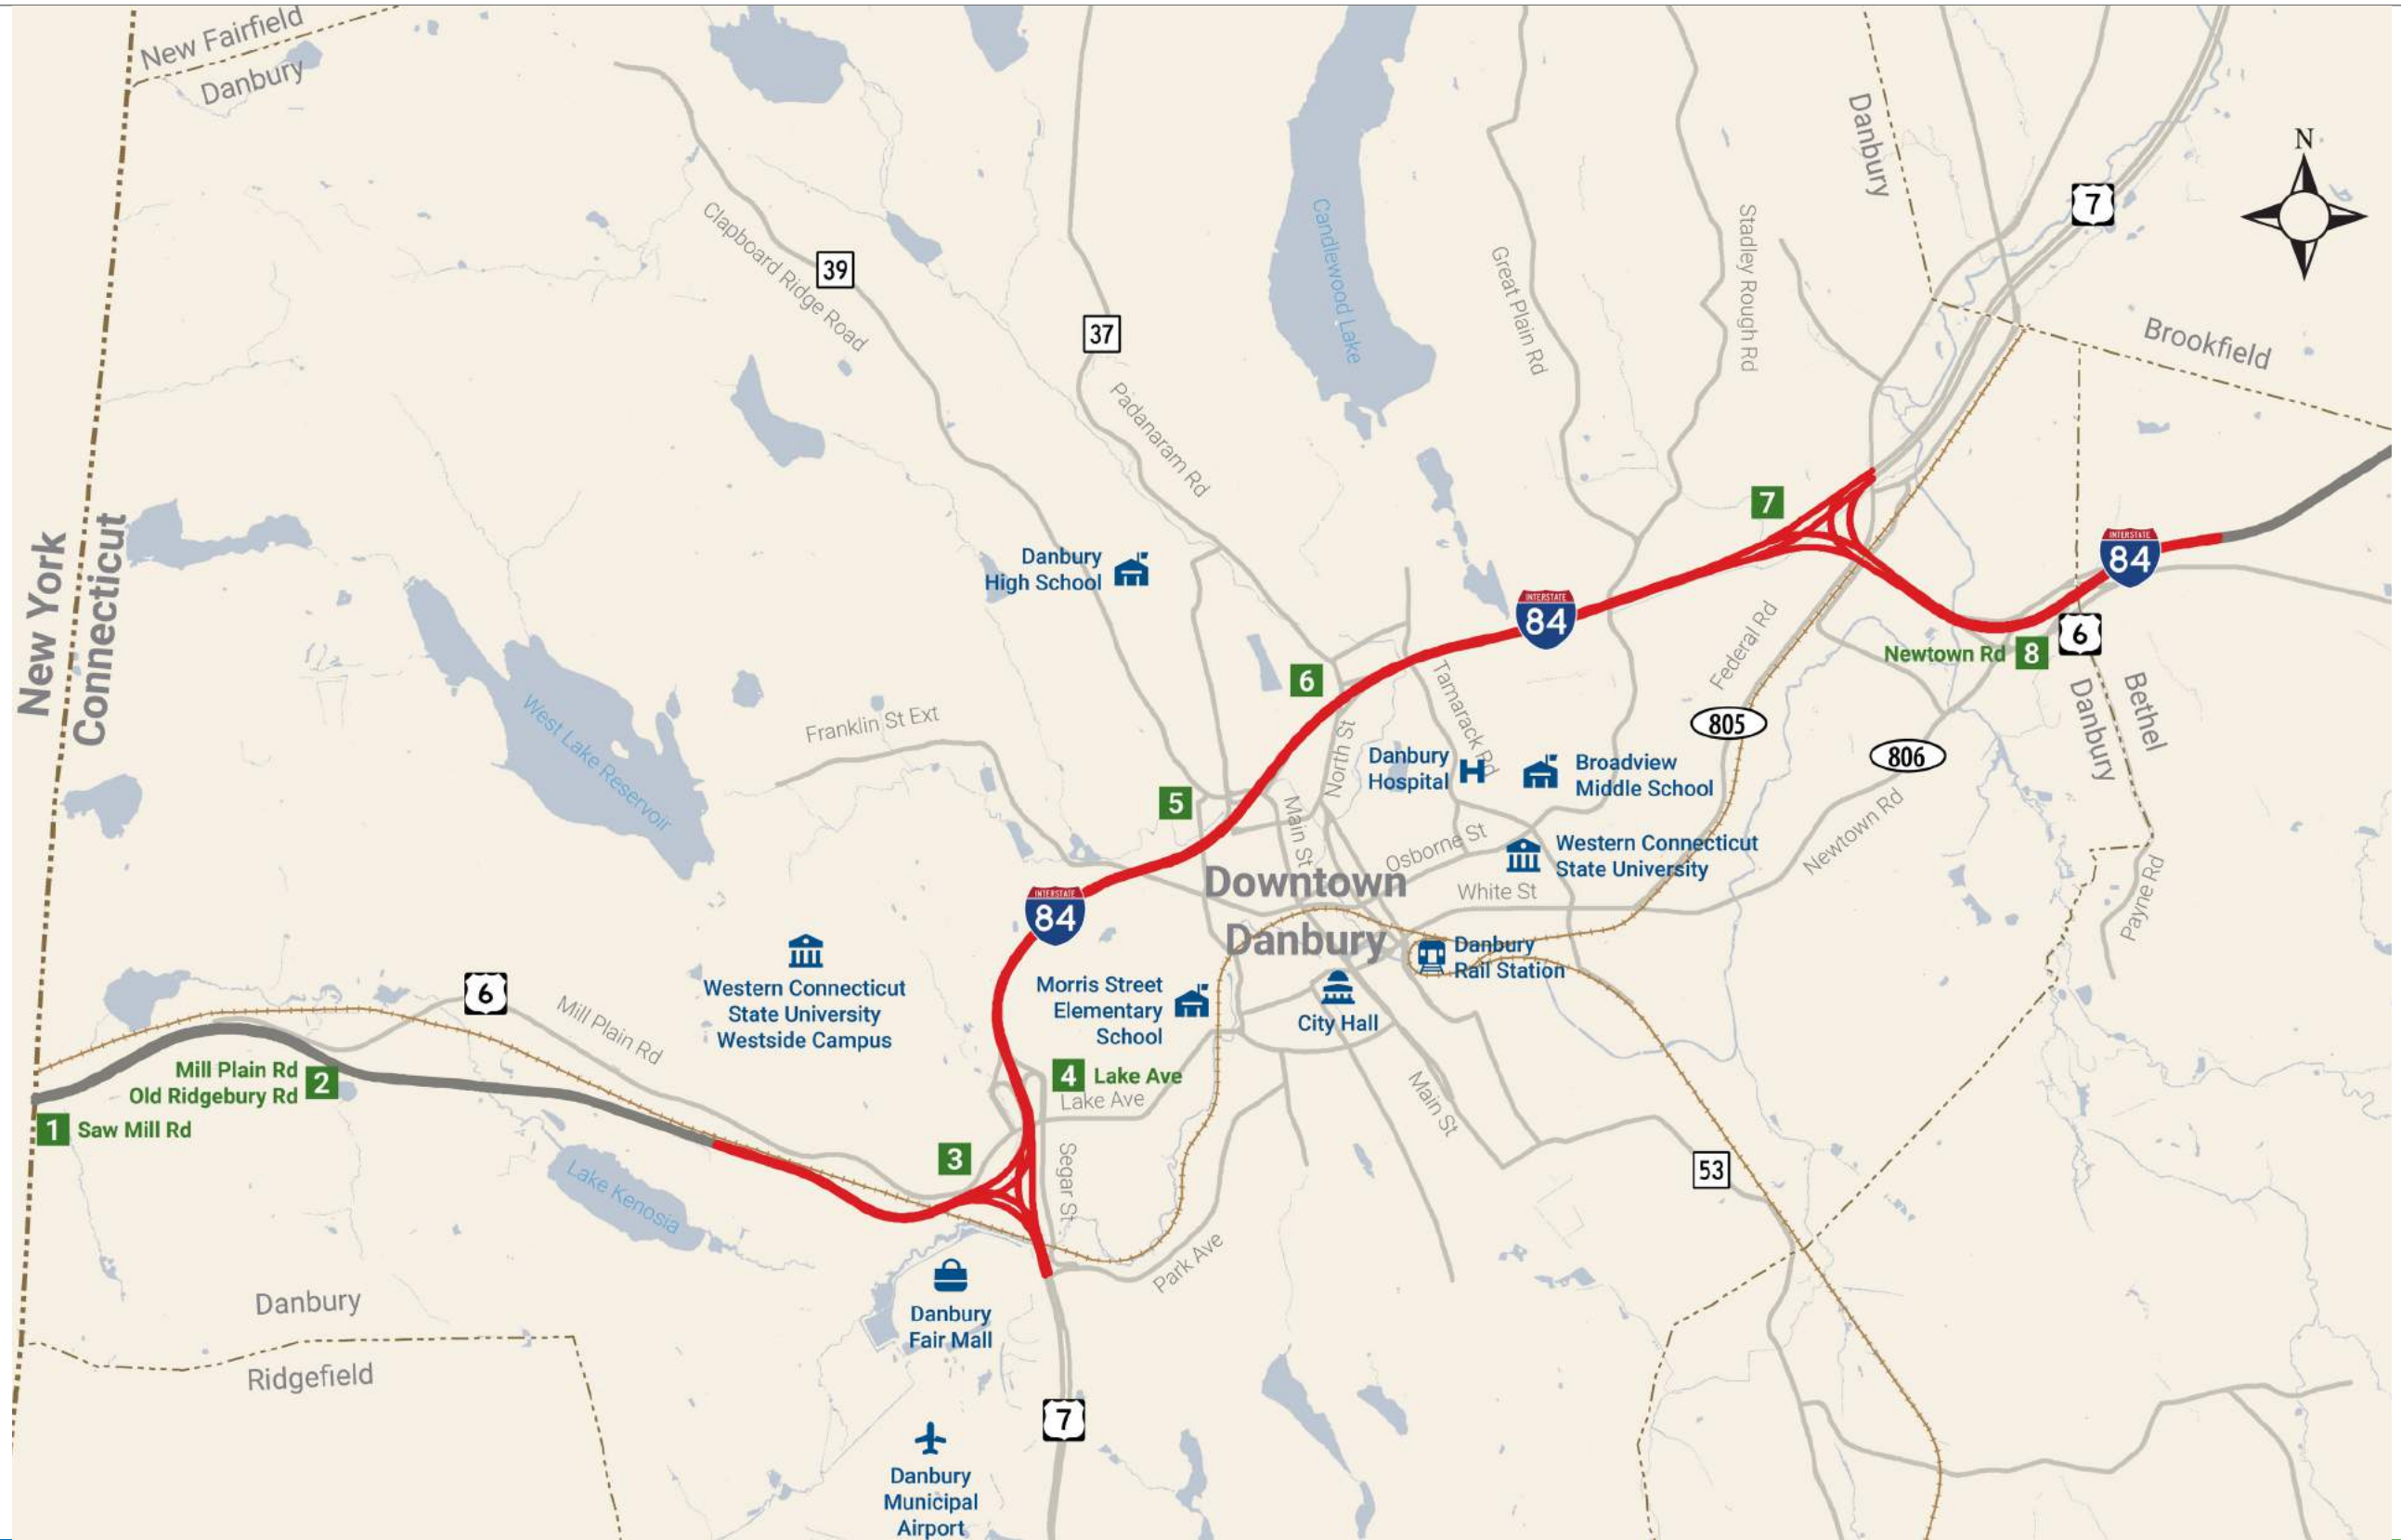 New Fairfield
Danbury
Danbury
N
7
Clapboard Ridge Road
39
Candlewood Lake
Great Plain Rd
Stadley Rough Rd
37
Brookfield
Padanaram Rd
7
New York
Connecticut
INTERSTATE
84
Danbury
High School
INTERSTATE
84
Federal Rd
6
Newtown Rd
8
6
Tamarack Rd
Danbury
Bethel
West Lake Reservoir
Franklin St Ext
North St
805
806
Danbury
Hospital
H
Broadview
Middle School
5
Main St
Newtown Rd
Osborne St
Western Connecticut
State University
Downtown
Danbury
White St
Payne Rd
INTERSTATE
84
Danbury
Rail Station
6
Mill Plain Rd
Western Connecticut
State University
Westside Campus
Morris Street
Elementary
School
City Hall
Mill Plain Rd
Old Ridgebury Rd
2
4
Lake Ave
Lake Ave
Main St
1
Saw Mill Rd
3
Segar St
53
Lake Kenosia
Park Ave
Danbury
Ridgefield
Danbury
Fair Mall
7
Danbury
Municipal
Airport